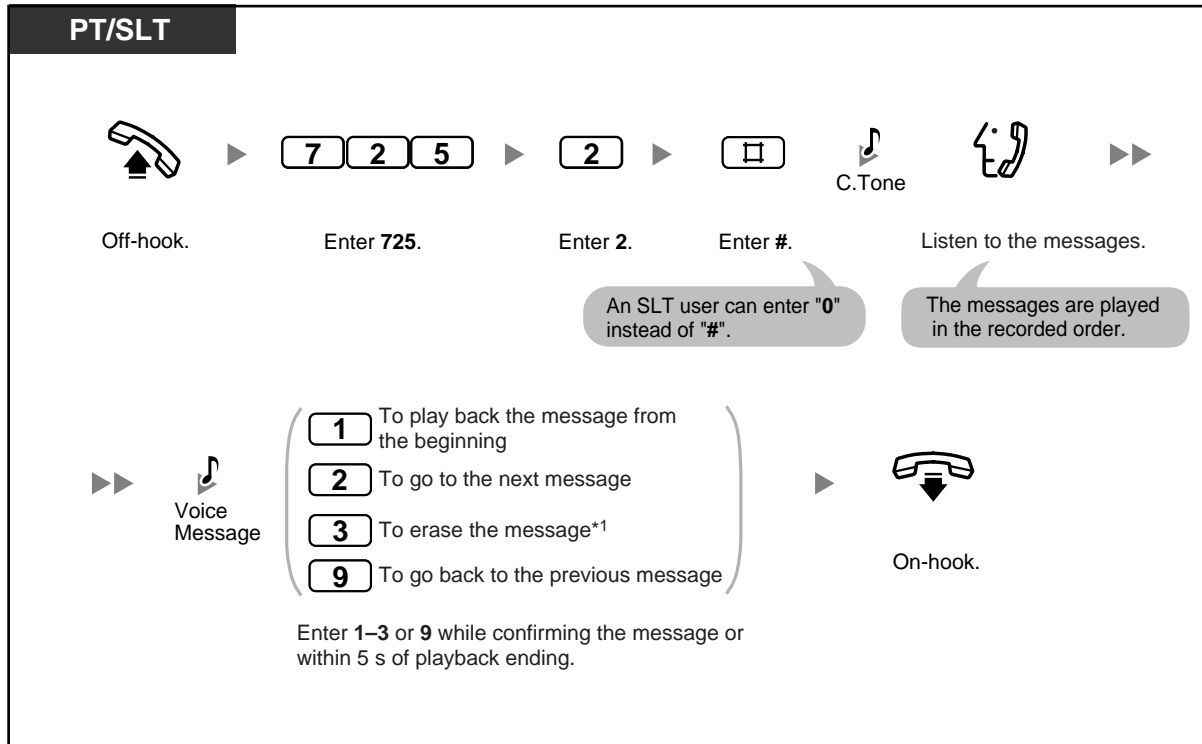 PT/SLT
7 2 5
2
#
C.Tone
Off-hook.
Enter 725.
Enter 2.
Enter #.
Listen to the messages.
An SLT user can enter "0"
instead of "#".
The messages are played
in the recorded order.
Voice
Message
1 To play back the message from
the beginning
2 To go to the next message
3 To erase the message*1
9 To go back to the previous message
On-hook.
Enter 1–3 or 9 while confirming the message or
within 5 s of playback ending.